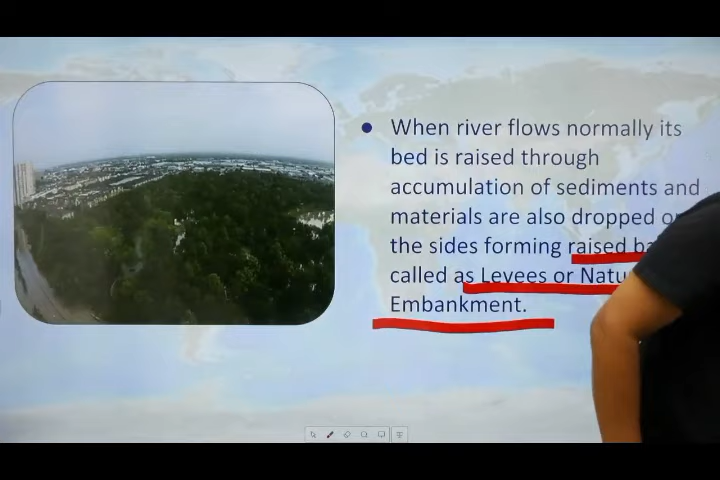 When river flows normally its
bed is raised through
accumulation of sediments and
materials are also dropped
the sides forming raised
called as Levees or
Embankment.